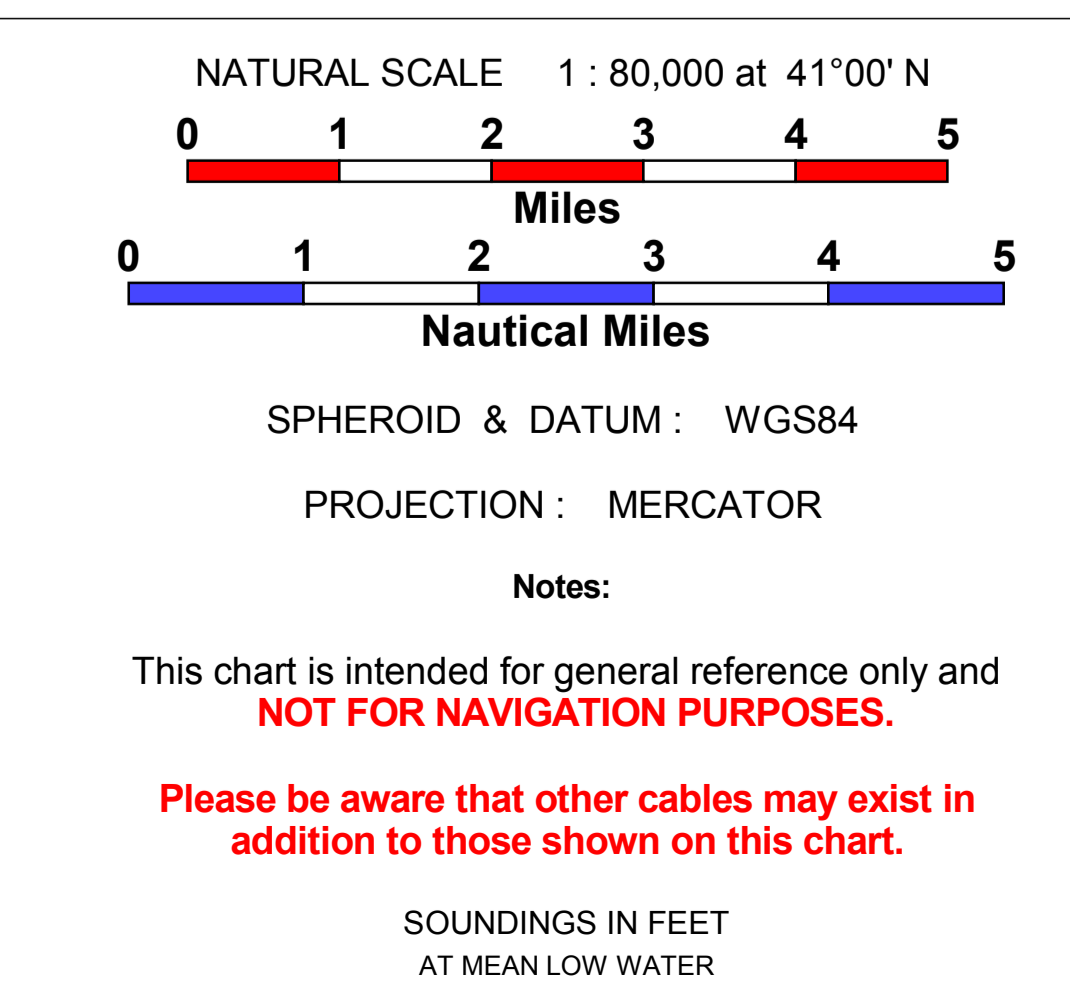 NATURAL SCALE 1 : 80,000 at 41°00' N
0 1 2 3 4 5
Miles
0 1 2 3 4 5
Nautical Miles
SPHEROID & DATUM : WGS84
PROJECTION : MERCATOR
Notes:
This chart is intended for general reference only and
NOT FOR NAVIGATION PURPOSES.
Please be aware that other cables may exist in
addition to those shown on this chart.
SOUNDINGS IN FEET
AT MEAN LOW WATER